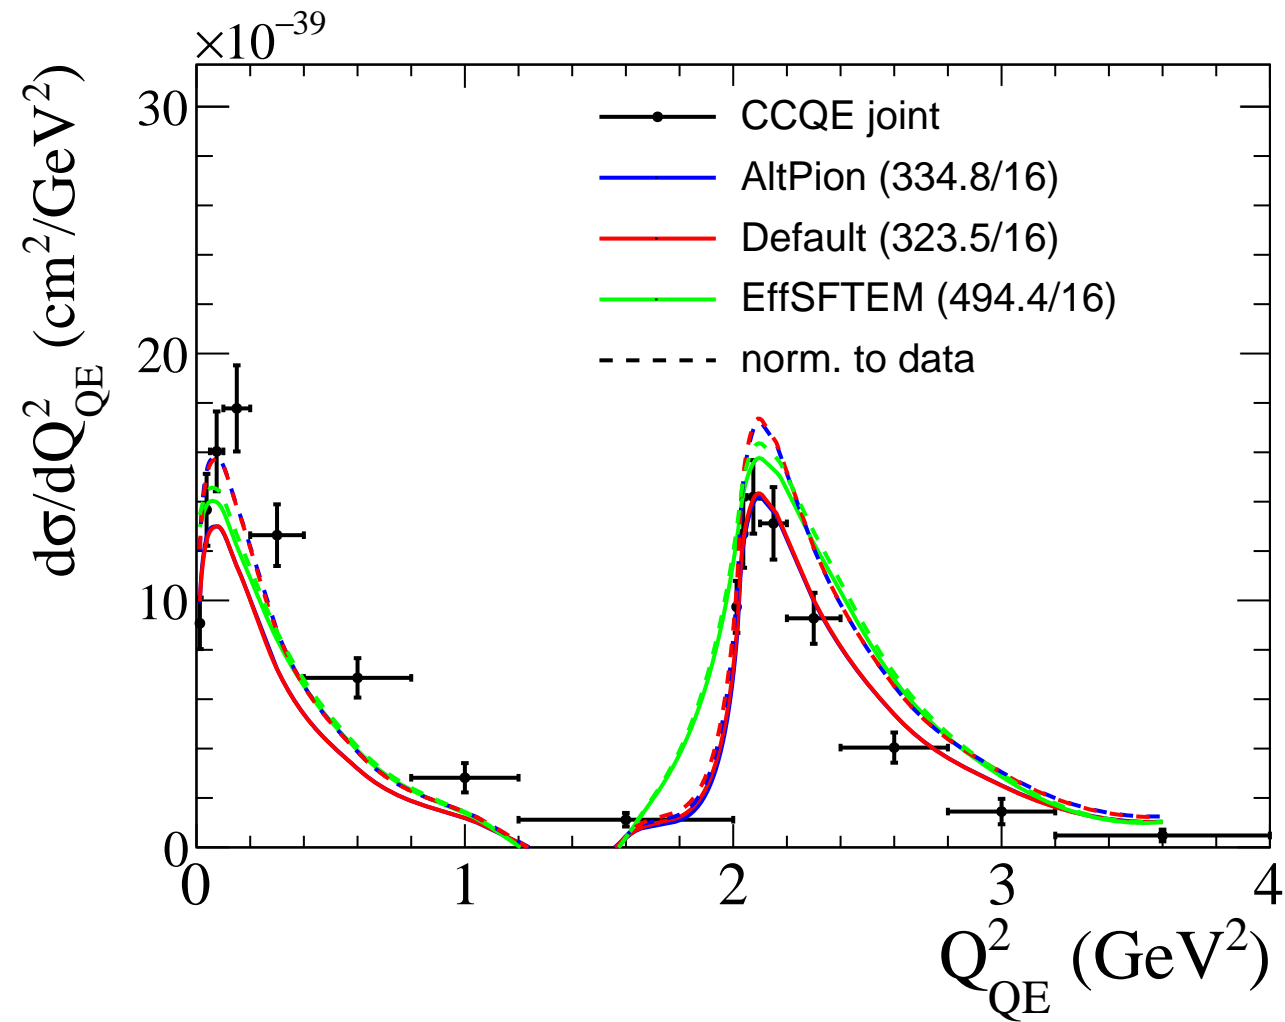 ×10⁻³⁹
dσ/dQ²_QE (cm²/GeV²)
30
20
10
0
CCQE joint
AltPion (334.8/16)
Default (323.5/16)
EffSFTEM (494.4/16)
norm. to data
0 1 2 3 4
Q²_QE (GeV²)